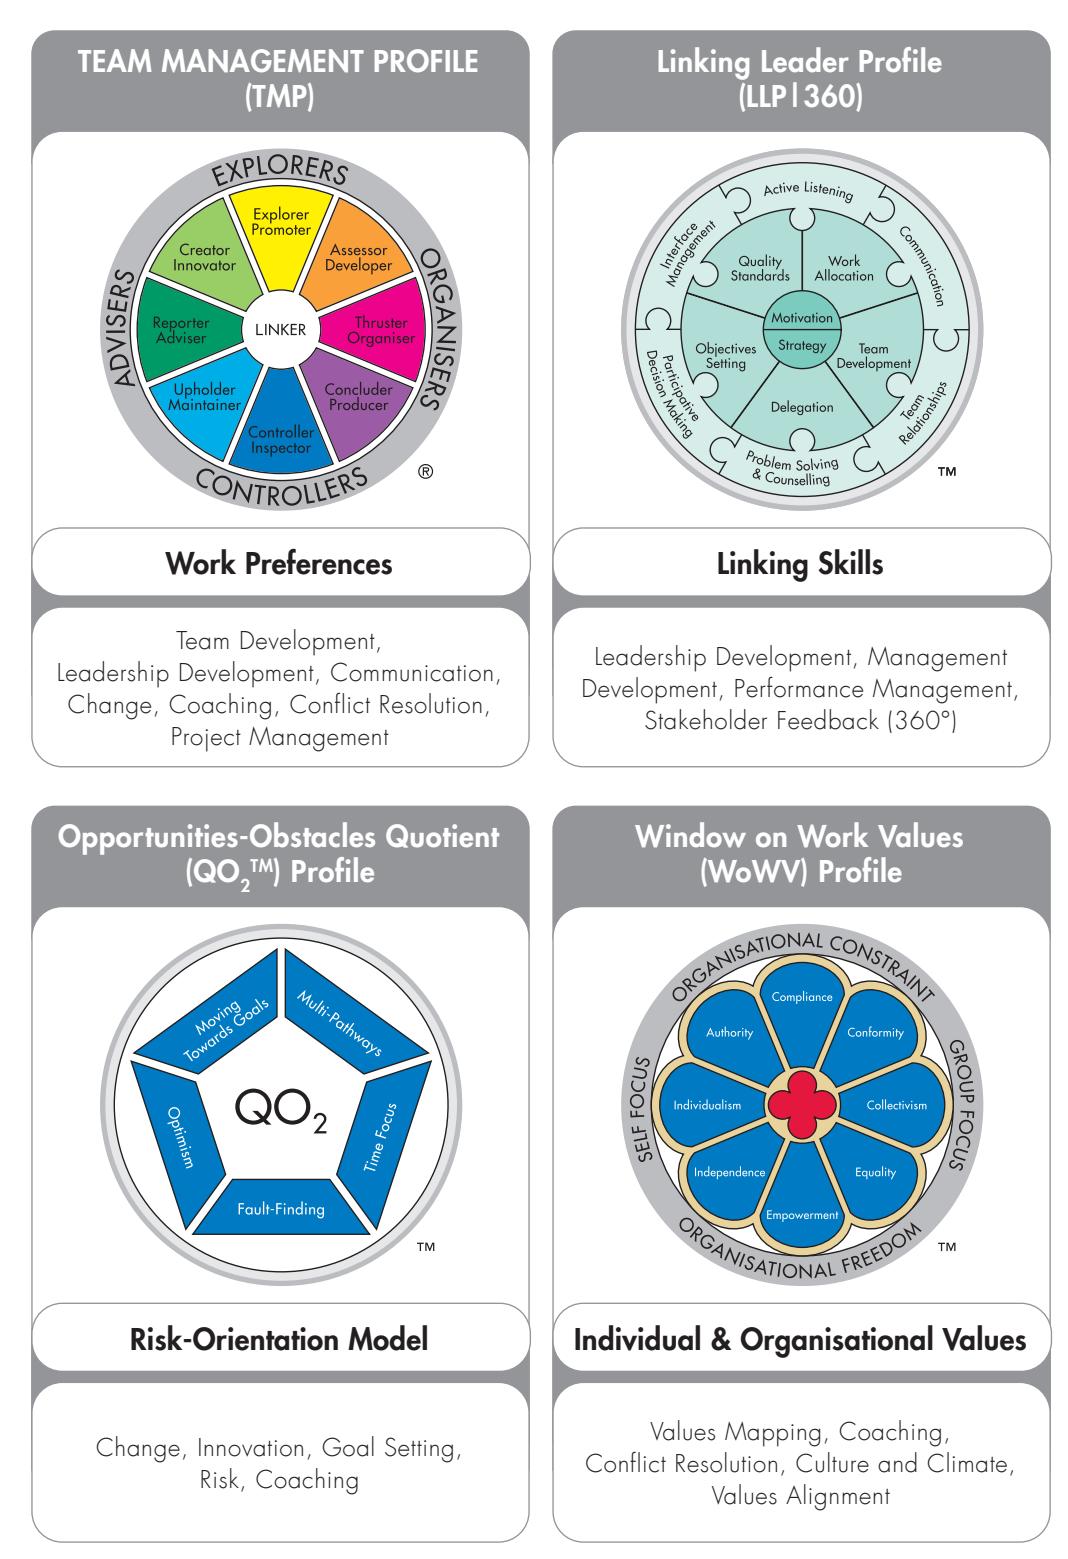 TEAM MANAGEMENT PROFILE
(TMP)
EXPLORERS
ORGANISERS
CONTROLLERS
ADVISERS
Explorer
Promoter
Assessor
Developer
Thruster
Organiser
Concluder
Producer
Controller
Inspector
Upholder
Maintainer
Reporter
Adviser
Creator
Innovator
LINKER
®
Work Preferences
Team Development,
Leadership Development, Communication,
Change, Coaching, Conflict Resolution,
Project Management
Linking Leader Profile
(LLP|360)
Active Listening
Communication
Team
Relationships
Problem Solving
& Counselling
Participative
Decision Making
Interface
Management
Quality
Standards
Work
Allocation
Team
Development
Delegation
Objectives
Setting
Motivation
Strategy
™
Linking Skills
Leadership Development, Management
Development, Performance Management,
Stakeholder Feedback (360°)
Opportunities-Obstacles Quotient
(QO₂™) Profile
Moving
Towards Goals
Multi-Pathways
Time Focus
Fault-Finding
Optimism
QO₂
™
Risk-Orientation Model
Change, Innovation, Goal Setting,
Risk, Coaching
Window on Work Values
(WoWV) Profile
ORGANISATIONAL CONSTRAINT
GROUP FOCUS
ORGANISATIONAL FREEDOM
SELF FOCUS
Compliance
Conformity
Collectivism
Equality
Empowerment
Independence
Individualism
Authority
™
Individual & Organisational Values
Values Mapping, Coaching,
Conflict Resolution, Culture and Climate,
Values Alignment